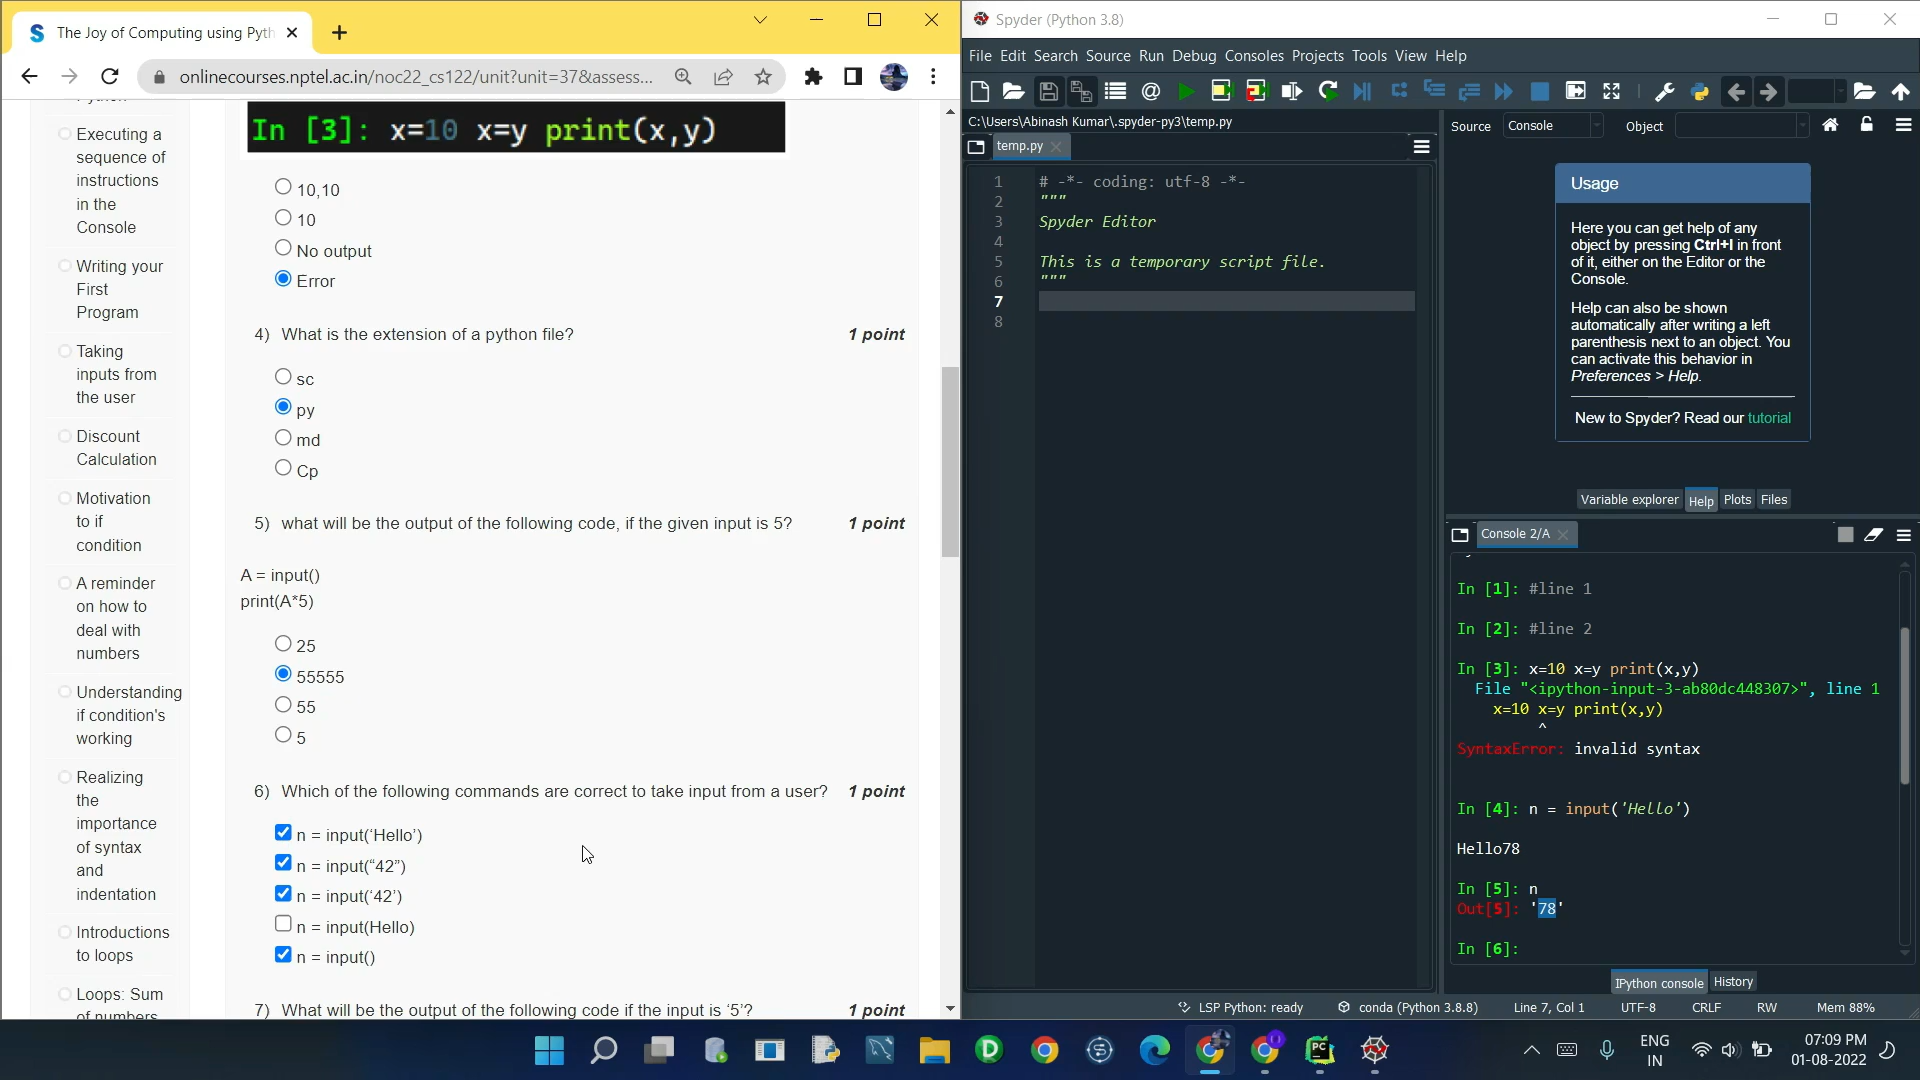 The Joy of Computing using Pyth
onlinecourses.nptel.ac.in/noc22_cs122/unit?unit=37&assess...
Executing a
sequence of
instructions
in the
Console
Writing your
First
Program
Taking
inputs from
the user
Discount
Calculation
Motivation
to if
condition
A reminder
on how to
deal with
numbers
Understanding
if condition's
working
Realizing
the
importance
of syntax
and
indentation
Introductions
to loops
Loops: Sum
of numbers
In [3]: x=10 x=y print(x,y)
10,10
10
No output
Error
4) What is the extension of a python file? 1 point
sc
py
md
Cp
5) what will be the output of the following code, if the given input is 5? 1 point
A = input()
print(A*5)
25
55555
55
5
6) Which of the following commands are correct to take input from a user? 1 point
n = input(‘Hello’)
n = input(“42”)
n = input(‘42’)
n = input(Hello)
n = input()
7) What will be the output of the following code if the input is ‘5’? 1 point
Spyder (Python 3.8)
File Edit Search Source Run Debug Consoles Projects Tools View Help
C:\Users\Abinash Kumar\.spyder-py3\temp.py
temp.py
1 # -*- coding: utf-8 -*-
2 """
3 Spyder Editor
4
5 This is a temporary script file.
6 """
7
8
Source Console Object
Usage
Here you can get help of any
object by pressing Ctrl+I in front
of it, either on the Editor or the
Console.
Help can also be shown
automatically after writing a left
parenthesis next to an object. You
can activate this behavior in
Preferences > Help.
New to Spyder? Read our tutorial
Variable explorer Help Plots Files
Console 2/A
In [1]: #line 1
In [2]: #line 2
In [3]: x=10 x=y print(x,y)
File "<ipython-input-3-ab80dc448307>", line 1
x=10 x=y print(x,y)
^
SyntaxError: invalid syntax
In [4]: n = input('Hello')
Hello78
In [5]: n
Out[5]: '78'
In [6]:
IPython console History
LSP Python: ready conda (Python 3.8.8) Line 7, Col 1 UTF-8 CRLF RW Mem 88%
ENG
IN
07:09 PM
01-08-2022